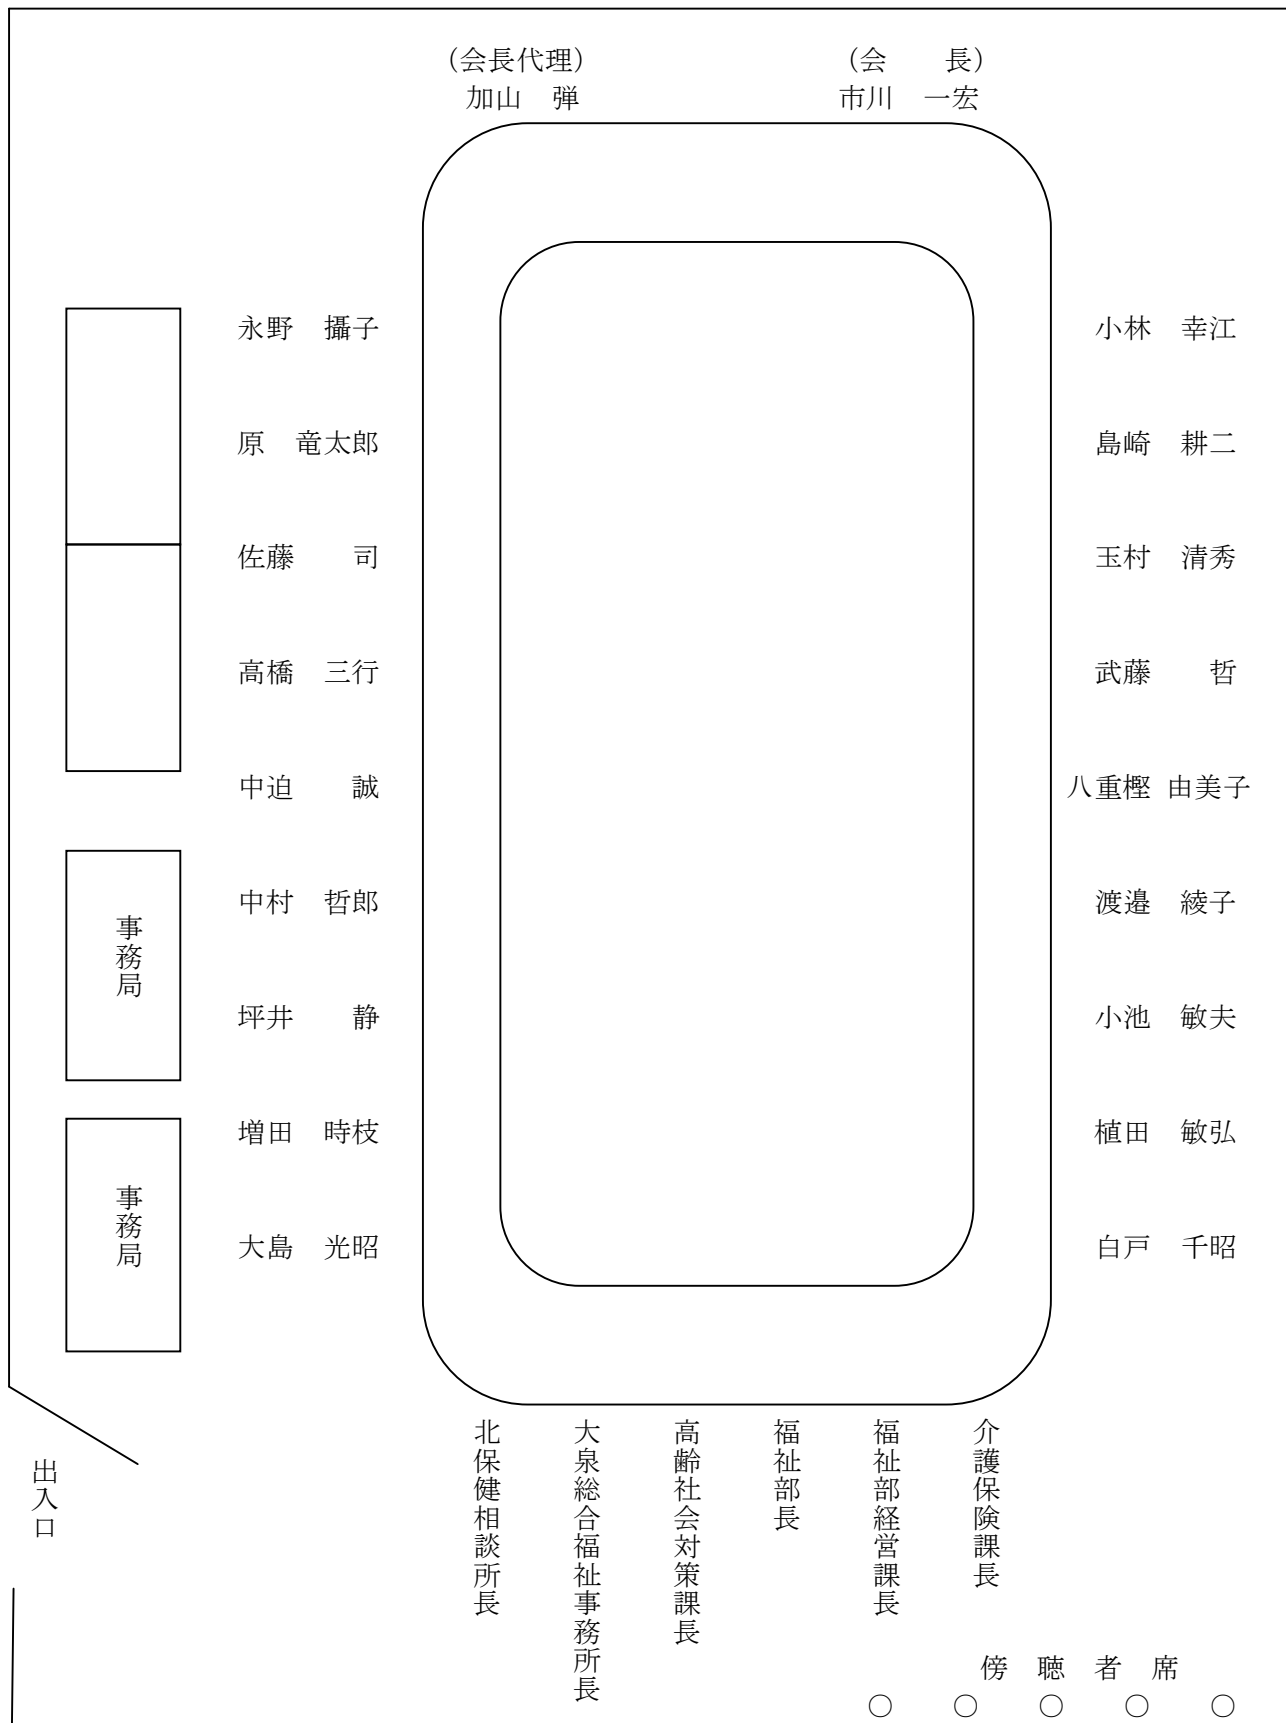 （会長代理）
加山　弾
（会　　長）
市川　一宏
永野　攝子
原　竜太郎
佐藤　　司
高橋　三行
中迫　　誠
中村　哲郎
坪井　　静
増田　時枝
大島　光昭
小林　幸江
島崎　耕二
玉村　清秀
武藤　　哲
八重樫 由美子
渡邉　綾子
小池　敏夫
植田　敏弘
白戸　千昭
事務局
事務局
出入口
北保健相談所長
大泉総合福祉事務所長
高齢社会対策課長
福祉部長
福祉部経営課長
介護保険課長
傍　聴　者　席
○　○　○　○　○